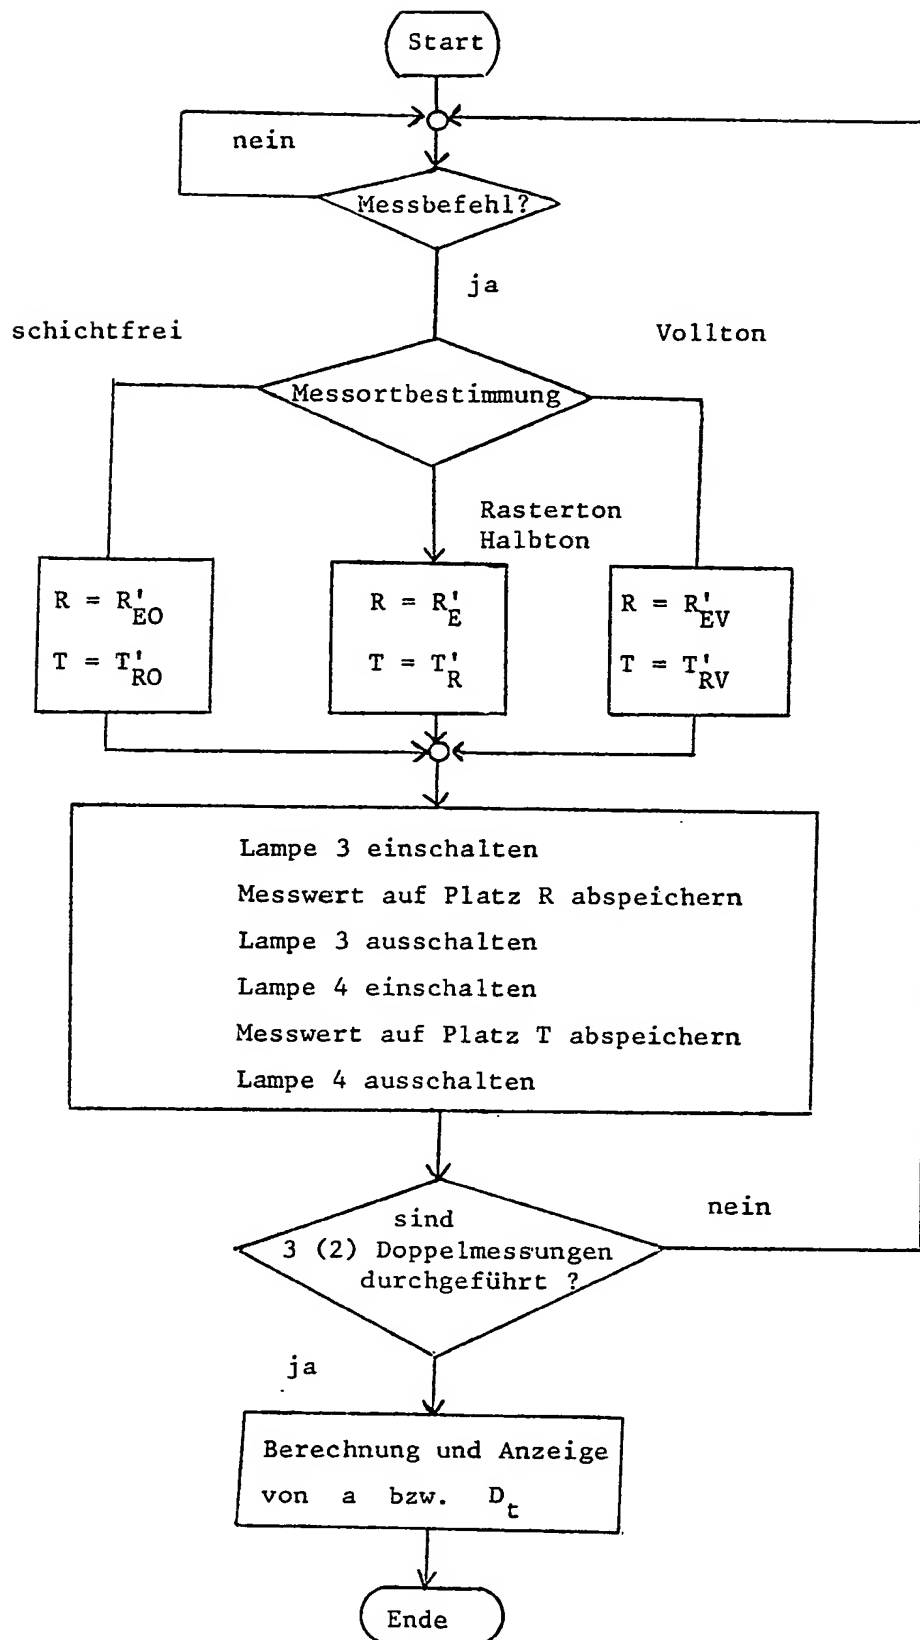 Start
nein
Messbefehl?
ja
schichtfrei
Vollton
Messortbestimmung
Rasterton
Halbton
R = R'EO
T = T'RO
R = R'E
T = T'R
R = R'EV
T = T'RV
Lampe 3 einschalten
Messwert auf Platz R abspeichern
Lampe 3 ausschalten
Lampe 4 einschalten
Messwert auf Platz T abspeichern
Lampe 4 ausschalten
sind
3 (2) Doppelmessungen
durchgeführt ?
nein
ja
Berechnung und Anzeige
von a bzw. Dt
Ende